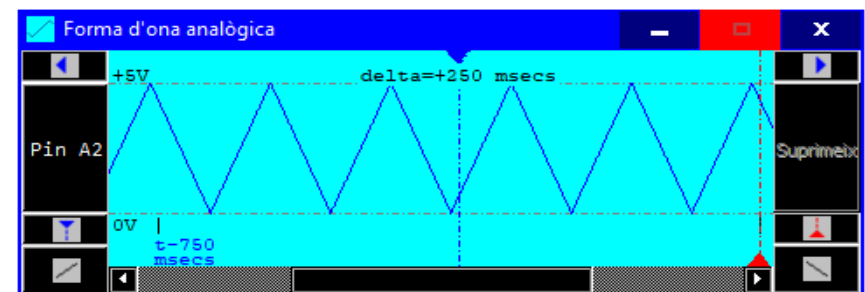 Forma d'ona analògica
x
+5V
delta=+250 msecs
Pin A2
Suprimeix
0V
t-750
msecs